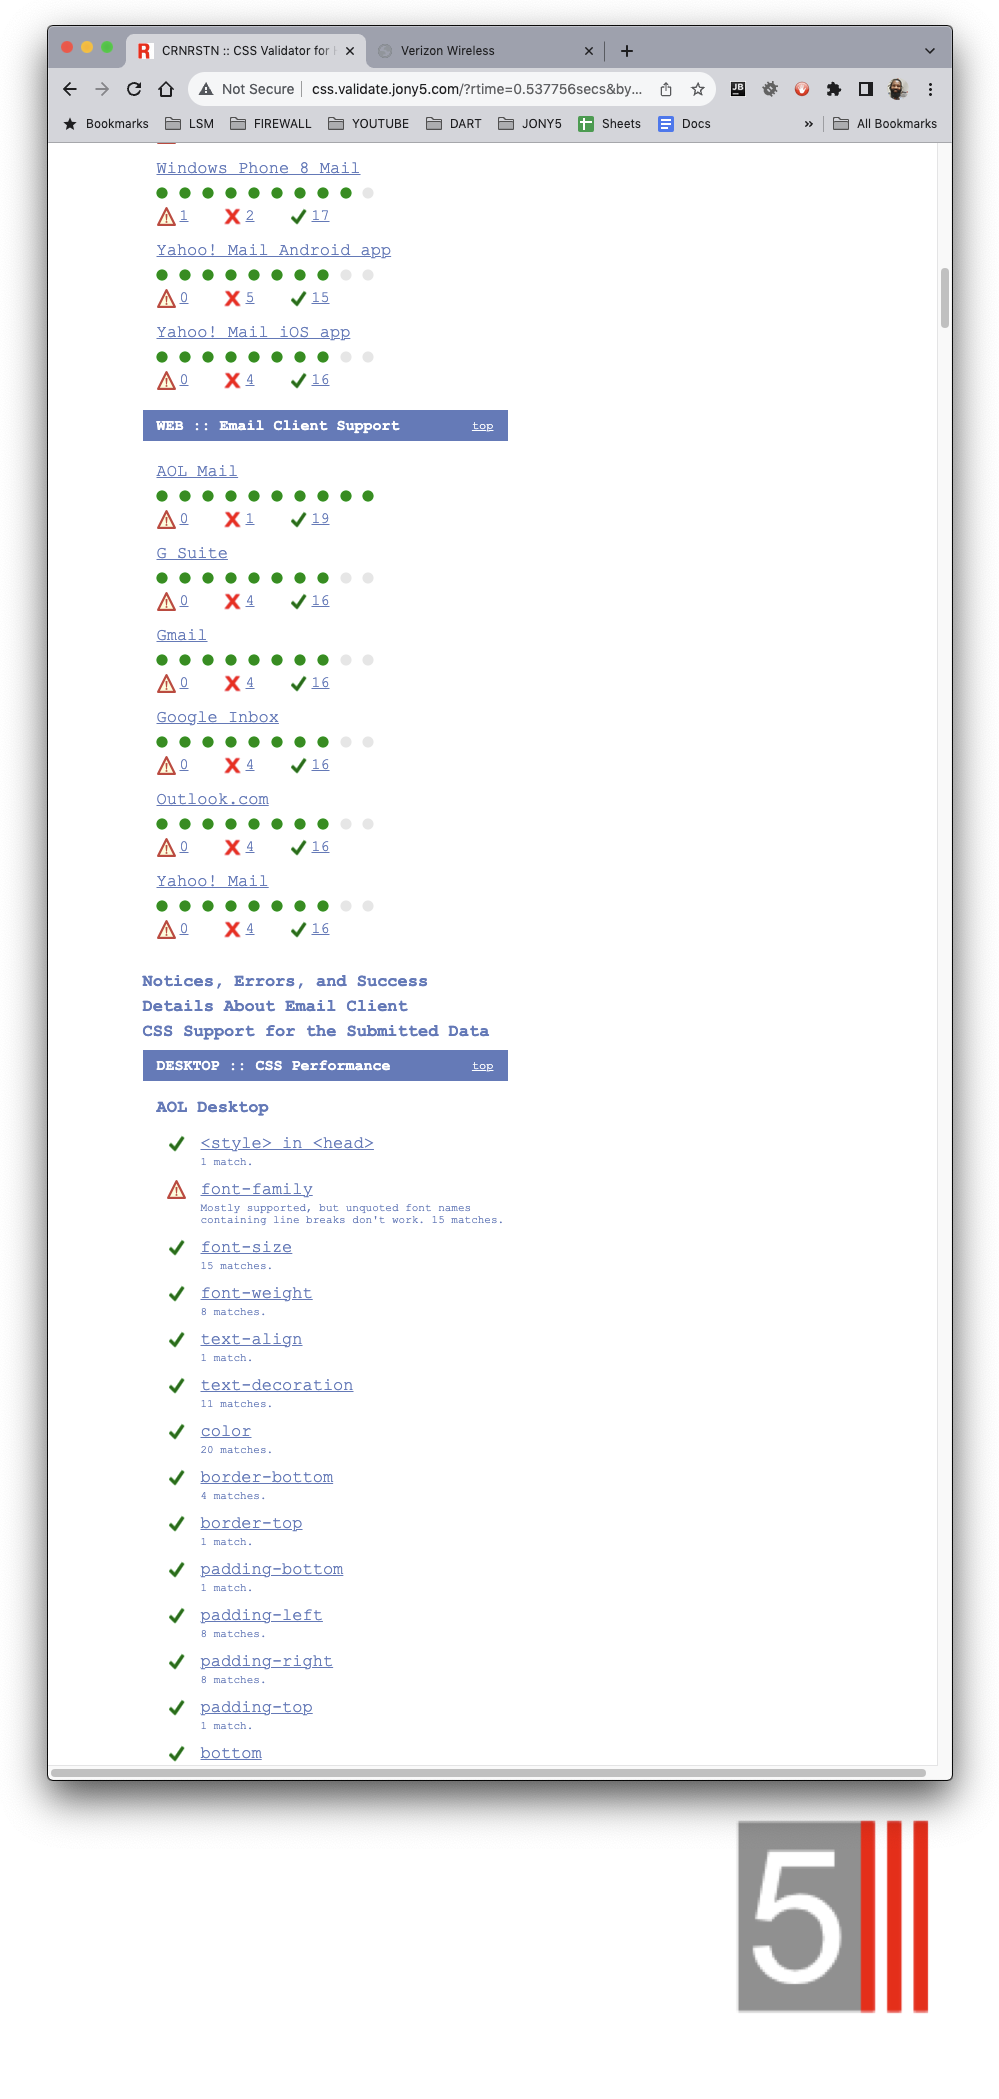 CRNRSTN :: CSS Validator for
Verizon Wireless
Not Secure
css.validate.jony5.com/?rtime=0.537756secs&by...
JB
Bookmarks
LSM
FIREWALL
YOUTUBE
DART
JONY5
Sheets
Docs
»
All Bookmarks
Windows Phone 8 Mail
1 2 17
Yahoo! Mail Android app
0 5 15
Yahoo! Mail iOS app
0 4 16
WEB :: Email Client Support top
AOL Mail
0 1 19
G Suite
0 4 16
Gmail
0 4 16
Google Inbox
0 4 16
Outlook.com
0 4 16
Yahoo! Mail
0 4 16
Notices, Errors, and Success
Details About Email Client
CSS Support for the Submitted Data
DESKTOP :: CSS Performance top
AOL Desktop
<style> in <head>
1 match.
font-family
Mostly supported, but unquoted font names
containing line breaks don't work. 15 matches.
font-size
15 matches.
font-weight
8 matches.
text-align
1 match.
text-decoration
11 matches.
color
20 matches.
border-bottom
4 matches.
border-top
1 match.
padding-bottom
1 match.
padding-left
8 matches.
padding-right
8 matches.
padding-top
1 match.
bottom
5